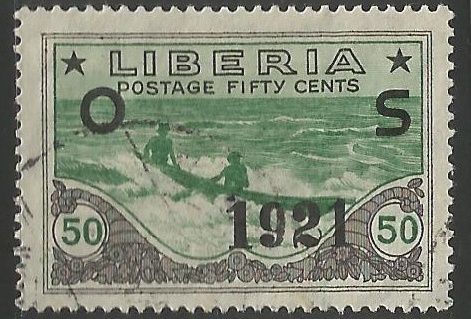 LIBERIA
POSTAGE FIFTY CENTS
O S
1921
50 50